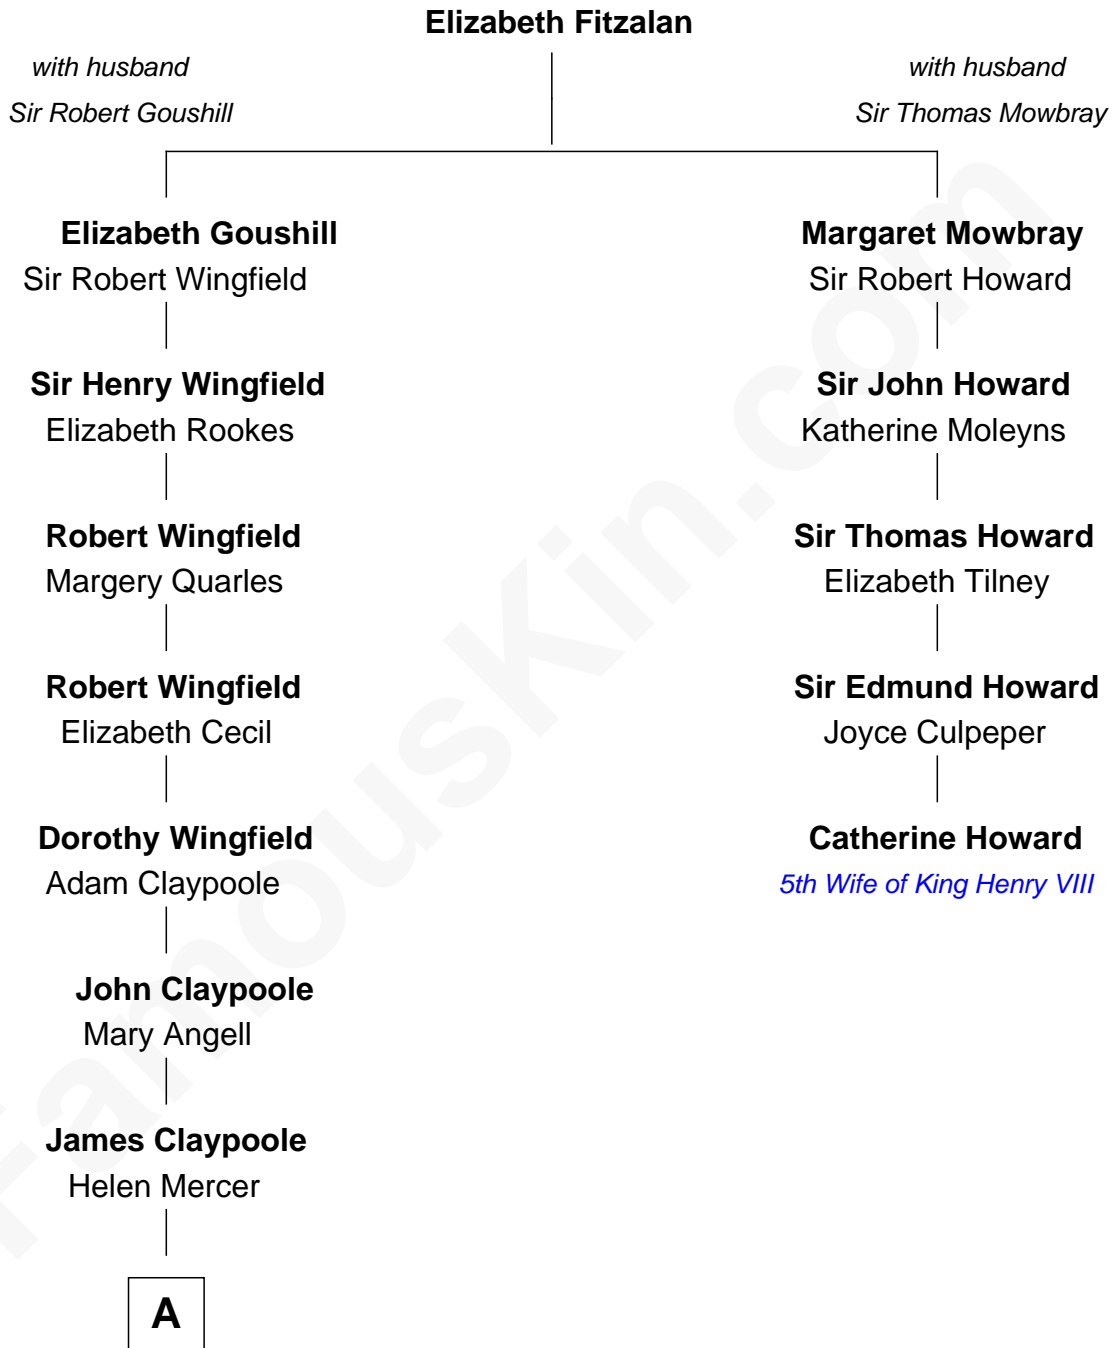 Elizabeth Fitzalan
with husband
Sir Robert Goushill
with husband
Sir Thomas Mowbray
Elizabeth Goushill
Sir Robert Wingfield
Sir Henry Wingfield
Elizabeth Rookes
Robert Wingfield
Margery Quarles
Robert Wingfield
Elizabeth Cecil
Dorothy Wingfield
Adam Claypoole
John Claypoole
Mary Angell
James Claypoole
Helen Mercer
A
Margaret Mowbray
Sir Robert Howard
Sir John Howard
Katherine Moleyns
Sir Thomas Howard
Elizabeth Tilney
Sir Edmund Howard
Joyce Culpeper
Catherine Howard
5th Wife of King Henry VIII
FamousKin.com